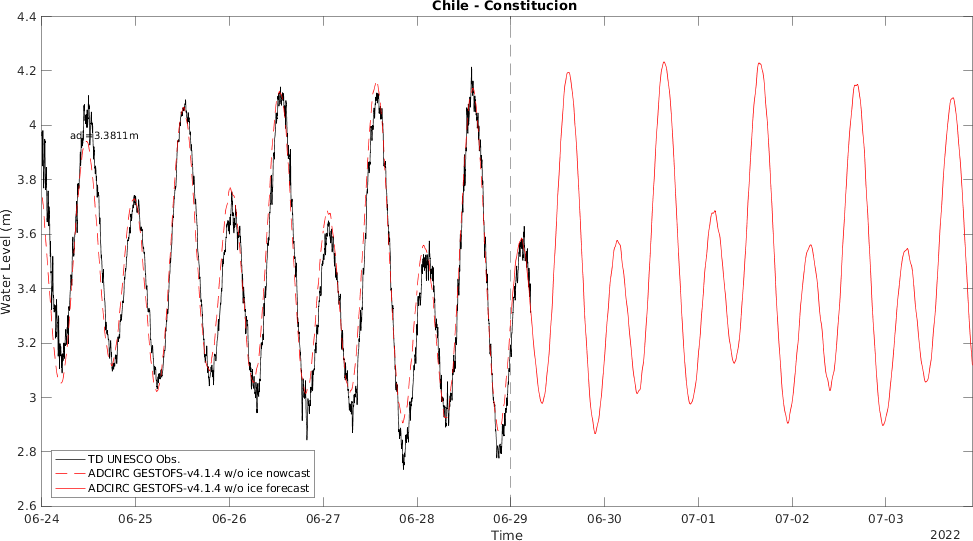 Chile - Constitucion
4.4
4.2
4
3.8
3.6
3.4
3.2
3
2.8
2.6
Water Level (m)
adj=3.3811m
TD UNESCO Obs.
ADCIRC GESTOFS-v4.1.4 w/o ice nowcast
ADCIRC GESTOFS-v4.1.4 w/o ice forecast
06-24 06-25 06-26 06-27 06-28 06-29 06-30 07-01 07-02 07-03
Time
2022